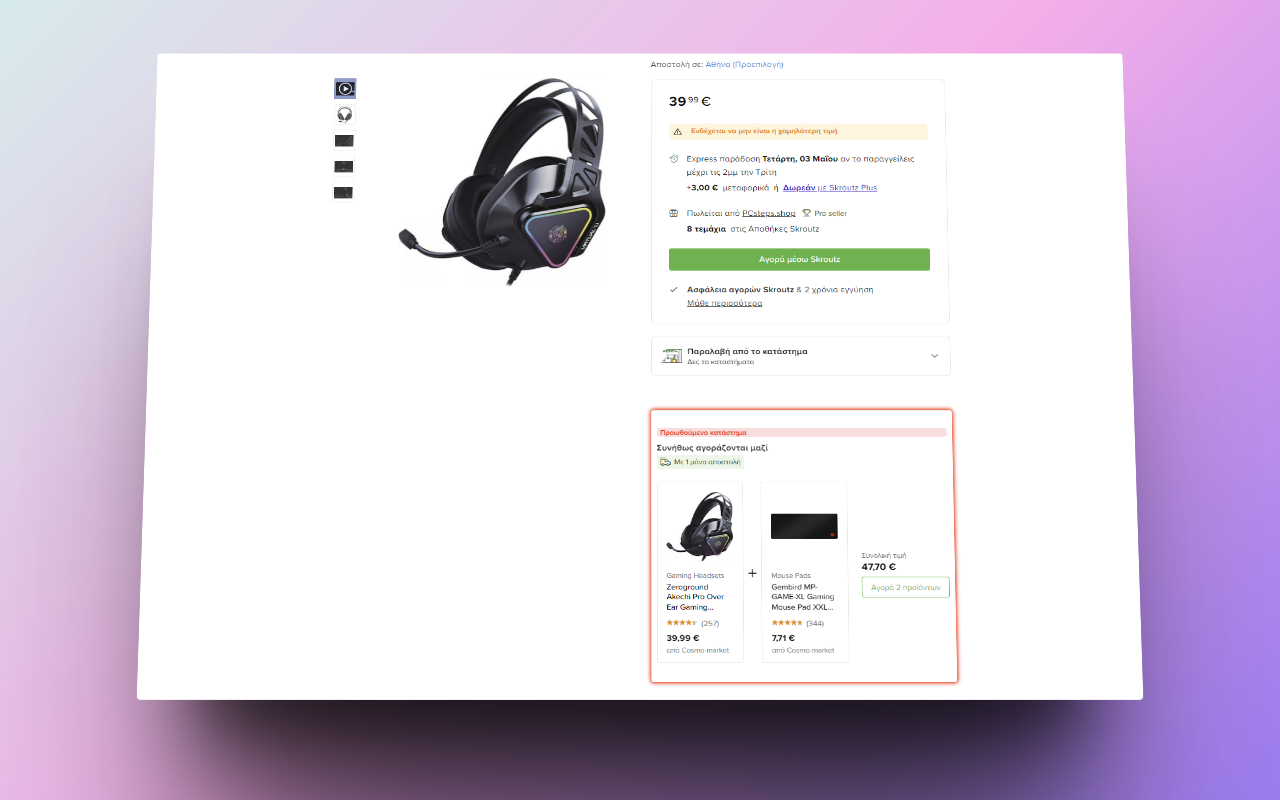 Αποστολή σε: Αθήνα (Προεπιλογή)
39,99 €
Ενδέχεται να μην είναι η χαμηλότερη τιμή
Express παράδοση Τετάρτη, 03 Μαΐου αν το παραγγείλεις
μέχρι τις 2μμ την Τρίτη
+3,00 € μεταφορικά ή Δωρεάν με Skroutz Plus
Πωλείται από PCsteps.shop Pro seller
8 τεμάχια στις Αποθήκες Skroutz
Αγορά μέσω Skroutz
Ασφάλεια αγορών Skroutz & 2 χρόνια εγγύηση
Μάθε περισσότερα
Παραλαβή από το κατάστημα
Δες τα καταστήματα
Προωθούμενο κατάστημα
Συνήθως αγοράζονται μαζί
Με 1 μόνο αποστολή
Gaming Headsets
Zeroground
Akechi Pro Over
Ear Gaming...
(257)
39,99 €
από Cosmo-market
+
Mouse Pads
Gembird MP-
GAME-XL Gaming
Mouse Pad XXL...
(344)
7,71 €
από Cosmo-market
Συνολική τιμή
47,70 €
Αγορά 2 προϊόντων